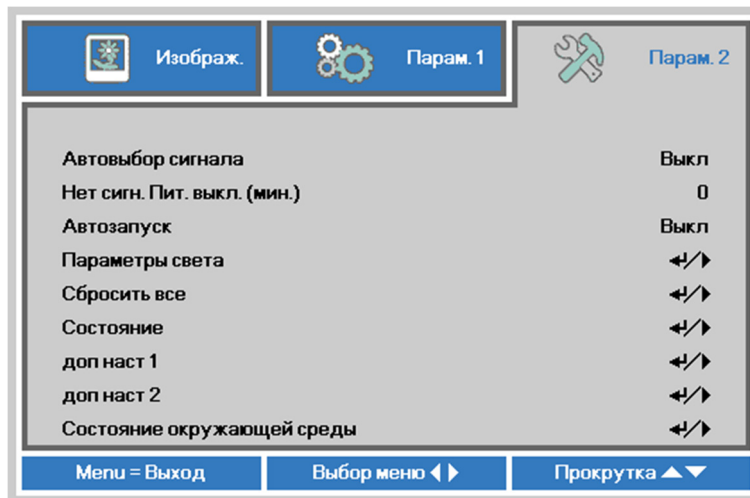 Изображ. Парам. 1 Парам. 2
Автовыбор сигнала Выкл
Нет сигн. Пит. выкл. (мин.) 0
Автозапуск Выкл
Параметры света ↵/▶
Сбросить все ↵/▶
Состояние ↵/▶
доп наст 1 ↵/▶
доп наст 2 ↵/▶
Состояние окружающей среды ↵/▶
Menu = Выход Выбор меню ◀ ▶ Прокрутка ▲▼